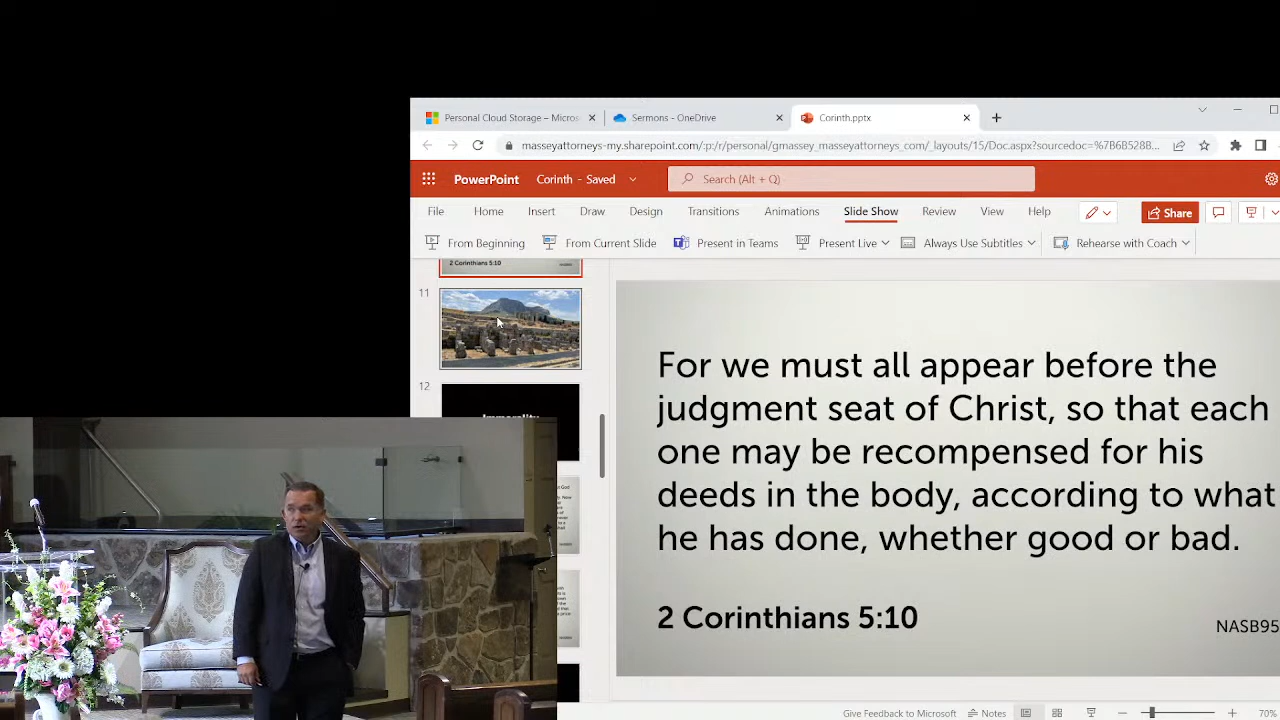 Personal Cloud Storage – Micros
Sermons - OneDrive
Corinth.pptx
masseyattorneys-my.sharepoint.com/:p:/r/personal/gmassey_masseyattorneys_com/_layouts/15/Doc.aspx?sourcedoc=%7B6B5288...
PowerPoint
Corinth - Saved
Search (Alt + Q)
File Home Insert Draw Design Transitions Animations Slide Show Review View Help
Share
From Beginning From Current Slide Present in Teams Present Live Always Use Subtitles Rehearse with Coach
2 Corinthians 5:10
11
12
Immorality
For we must all appear before the
judgment seat of Christ, so that each
one may be recompensed for his
deeds in the body, according to what
he has done, whether good or bad.
2 Corinthians 5:10
NASB95
Give Feedback to Microsoft
Notes
70%